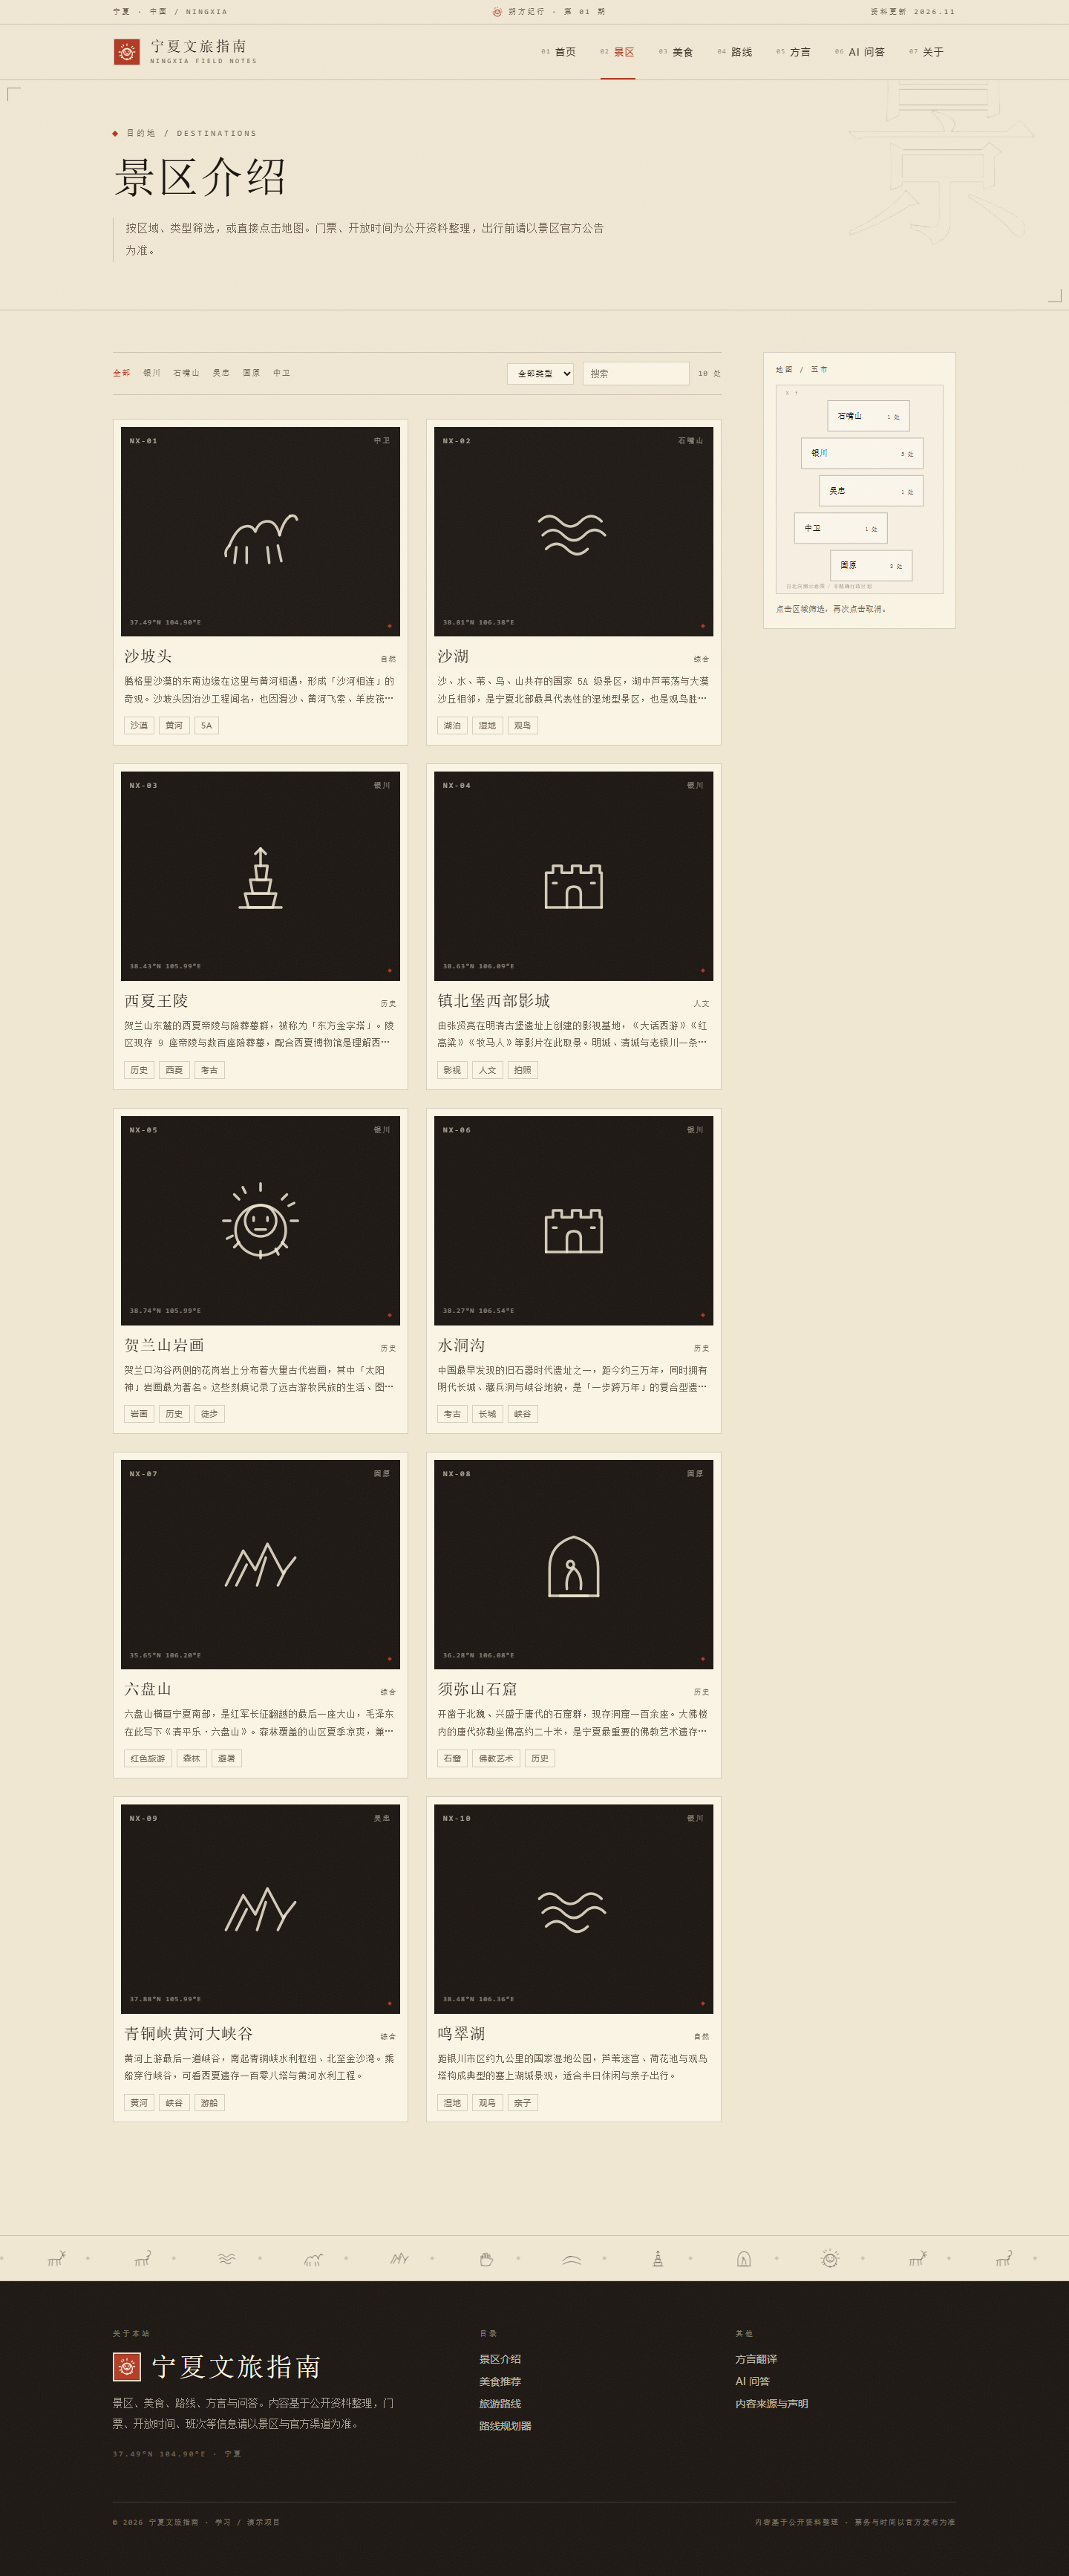 宁夏 · 中国 / NINGXIA
朔方纪行 · 第 01 期
资料更新 2026.11
宁夏文旅指南
NINGXIA FIELD NOTES
01 首页
02 景区
03 美食
04 路线
05 方言
06 AI 问答
07 关于
景
目的地 / DESTINATIONS
景区介绍
按区域、类型筛选，或直接点击地图。门票、开放时间为公开资料整理，出行前请以景区官方公告
为准。
全部 银川 石嘴山 吴忠 固原 中卫
全部类型
搜索
10 处
地图 / 五市
N ↑
石嘴山 1 处
银川 5 处
吴忠 1 处
中卫 1 处
固原 2 处
点击区域筛选，再次点击取消。
NX-01 中卫
37.49°N 104.90°E
沙坡头 自然
腾格里沙漠的东南边缘在这里与黄河相遇，形成「沙河相连」的
奇观。沙坡头因治沙工程闻名，也因滑沙、黄河飞索、羊皮筏…
沙漠 黄河 5A
NX-02 石嘴山
38.81°N 106.38°E
沙湖 综合
沙、水、苇、鸟、山共存的国家 5A 级景区，湖中芦苇荡与大漠
沙丘相邻，是宁夏北部最具代表性的湿地型景区，也是观鸟胜…
湖泊 湿地 观鸟
NX-03 银川
38.43°N 105.99°E
西夏王陵 历史
贺兰山东麓的西夏帝陵与陪葬墓群，被称为「东方金字塔」。陵
区现存 9 座帝陵与数百座陪葬墓，配合西夏博物馆是理解西…
历史 西夏 考古
NX-04 银川
38.63°N 106.09°E
镇北堡西部影城 人文
由张贤亮在明清古堡遗址上创建的影视基地，《大话西游》《红
高粱》《牧马人》等影片在此取景。明城、清城与老银川一条…
影视 人文 拍照
NX-05 银川
38.74°N 105.99°E
贺兰山岩画 历史
贺兰口沟谷两侧的花岗岩上分布着大量古代岩画，其中「太阳
神」岩画最为著名。这些刻痕记录了远古游牧民族的生活、图…
岩画 历史 徒步
NX-06 银川
38.27°N 106.54°E
水洞沟 历史
中国最早发现的旧石器时代遗址之一，距今约三万年，同时拥有
明代长城、藏兵洞与峡谷地貌，是「一步跨万年」的复合型遗…
考古 长城 峡谷
NX-07 固原
35.65°N 106.20°E
六盘山 综合
六盘山横亘宁夏南部，是红军长征翻越的最后一座大山，毛泽东
在此写下《清平乐·六盘山》。森林覆盖的山区夏季凉爽，兼…
红色旅游 森林 避暑
NX-08 固原
36.28°N 106.08°E
须弥山石窟 历史
开凿于北魏、兴盛于唐代的石窟群，现存洞窟一百余座。大佛楼
内的唐代弥勒坐佛高约二十米，是宁夏最重要的佛教艺术遗存…
石窟 佛教艺术 历史
NX-09 吴忠
37.88°N 105.99°E
青铜峡黄河大峡谷 综合
黄河上游最后一道峡谷，南起青铜峡水利枢纽、北至金沙湾。乘
船穿行峡谷，可看西夏遗存一百零八塔与黄河水利工程。
黄河 峡谷 游船
NX-10 银川
38.48°N 106.36°E
鸣翠湖 自然
距银川市区约九公里的国家湿地公园，芦苇迷宫、荷花池与观鸟
塔构成典型的塞上湖城景观，适合半日休闲与亲子出行。
湿地 观鸟 亲子
关于本站
宁夏文旅指南
景区、美食、路线、方言与问答。内容基于公开资料整理，门
票、开放时间、班次等信息请以景区与官方渠道为准。
37.49°N 104.90°E · 宁夏
目录
景区介绍
美食推荐
旅游路线
路线规划器
其他
方言翻译
AI 问答
内容来源与声明
© 2026 宁夏文旅指南 · 学习 / 演示项目
内容基于公开资料整理 · 票务与时间以官方发布为准